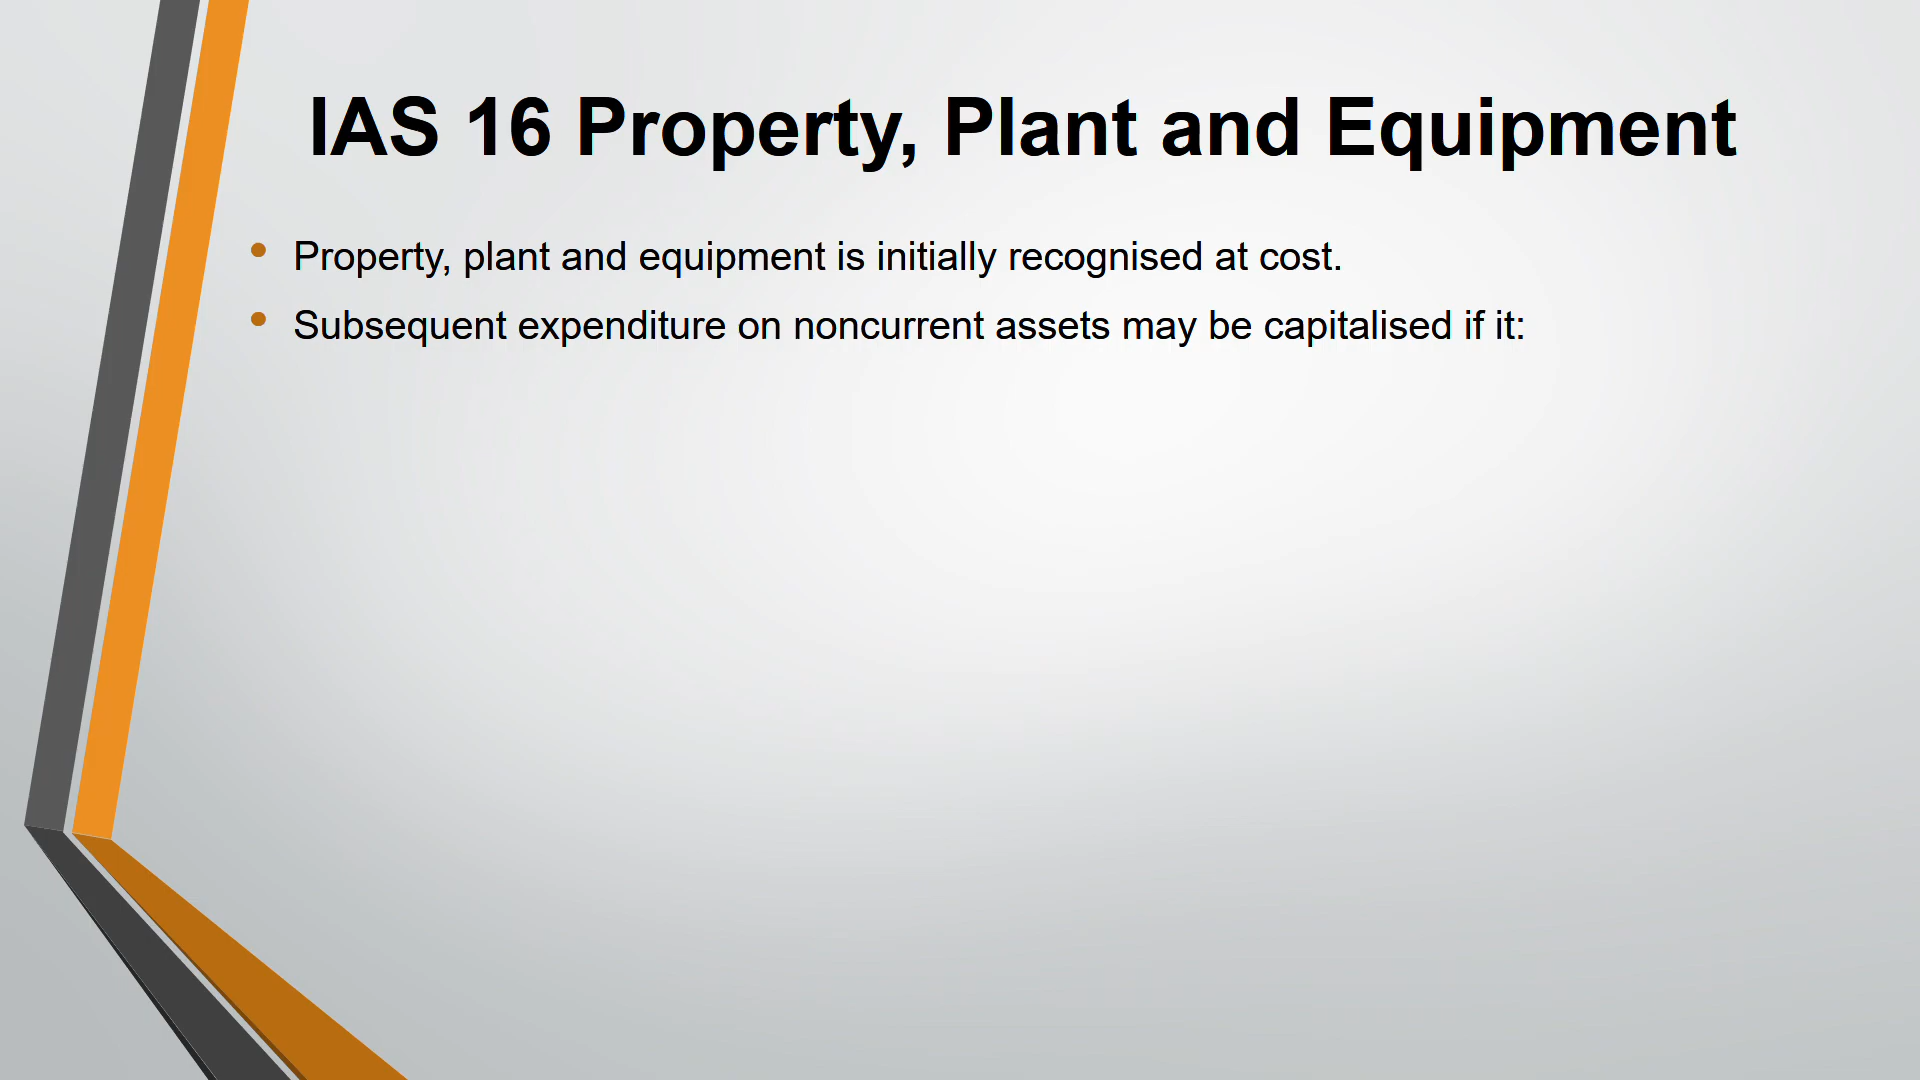 IAS 16 Property, Plant and Equipment
• Property, plant and equipment is initially recognised at cost.
• Subsequent expenditure on noncurrent assets may be capitalised if it: